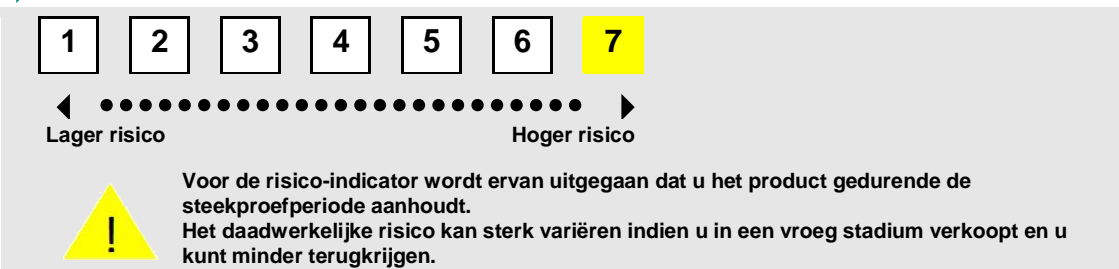 1 2 3 4 5 6 7
Lager risico Hoger risico
! Voor de risico-indicator wordt ervan uitgegaan dat u het product gedurende de
steekproefperiode aanhoudt.
Het daadwerkelijke risico kan sterk variëren indien u in een vroeg stadium verkoopt en u
kunt minder terugkrijgen.